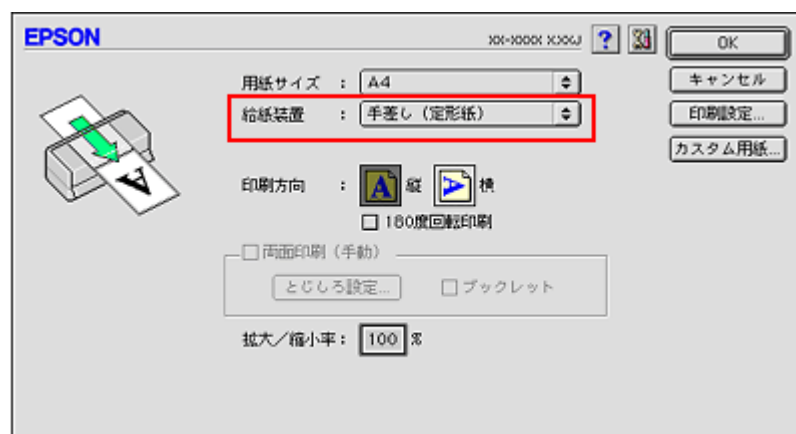 EPSON
XX-XXXX X.XXJ
?
OK
用紙サイズ : A4
キャンセル
給紙装置 : 手差し（定形紙）
印刷設定...
カスタム用紙...
A
印刷方向 : A 縦 A 横
180度回転印刷
両面印刷（手動）
とじしろ設定...
ブックレット
拡大／縮小率 : 100 %